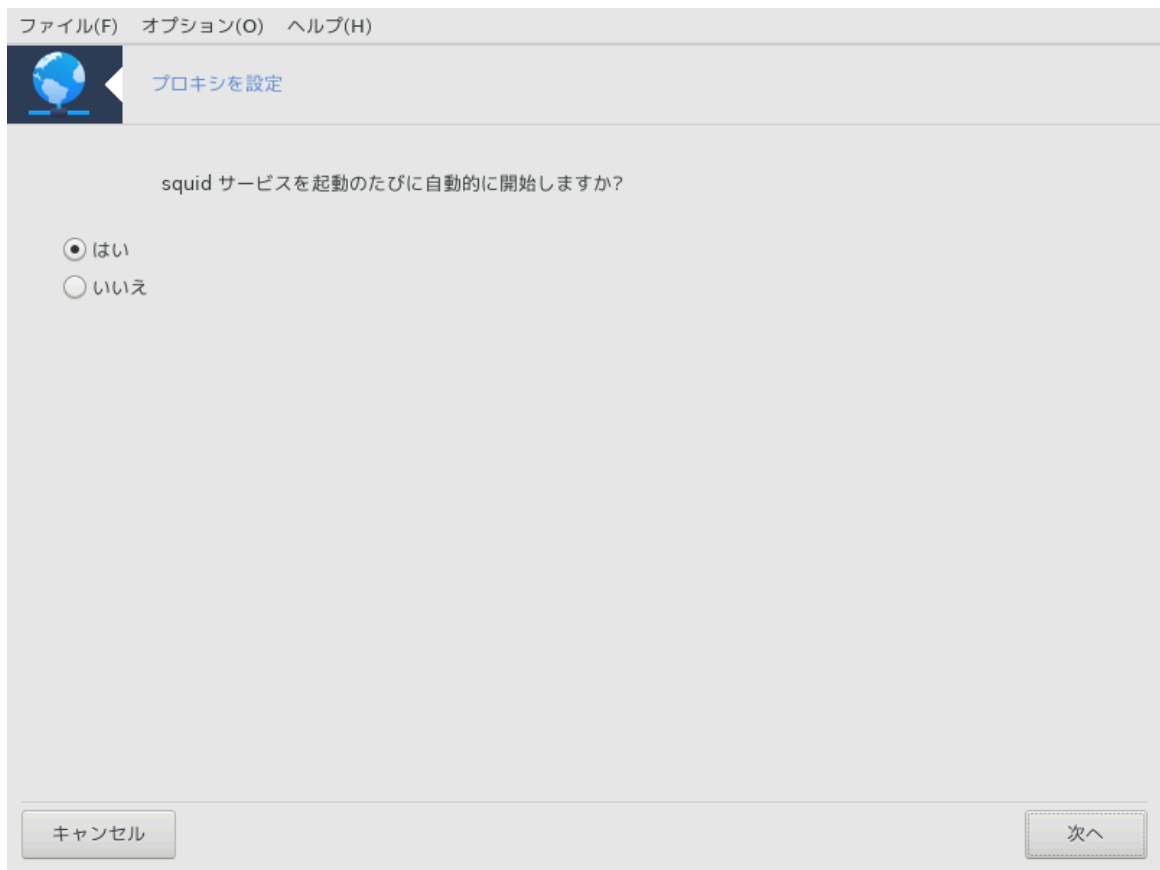 ファイル(F) オプション(O) ヘルプ(H)
プロキシを設定
squid サービスを起動のたびに自動的に開始しますか?
はい
いいえ
キャンセル 次へ